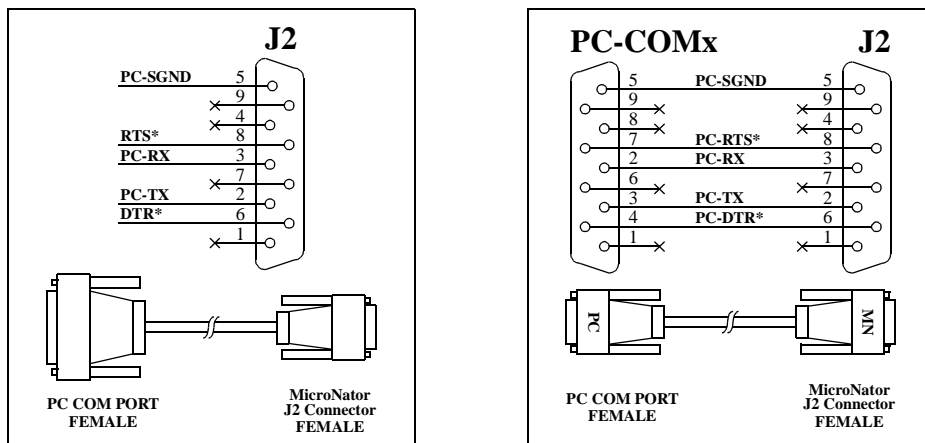 J2
PC-SGND 5
9
4
RTS* 8
PC-RX 3
7
PC-TX 2
DTR* 6
1
PC COM PORT
FEMALE
MicroNator
J2 Connector
FEMALE
PC-COMx J2
5 PC-SGND 5
9 9
8 4
7 PC-RTS* 8
2 PC-RX 3
6 7
3 PC-TX 2
4 PC-DTR* 6
1 1
PC
MN
PC COM PORT
FEMALE
MicroNator
J2 Connector
FEMALE